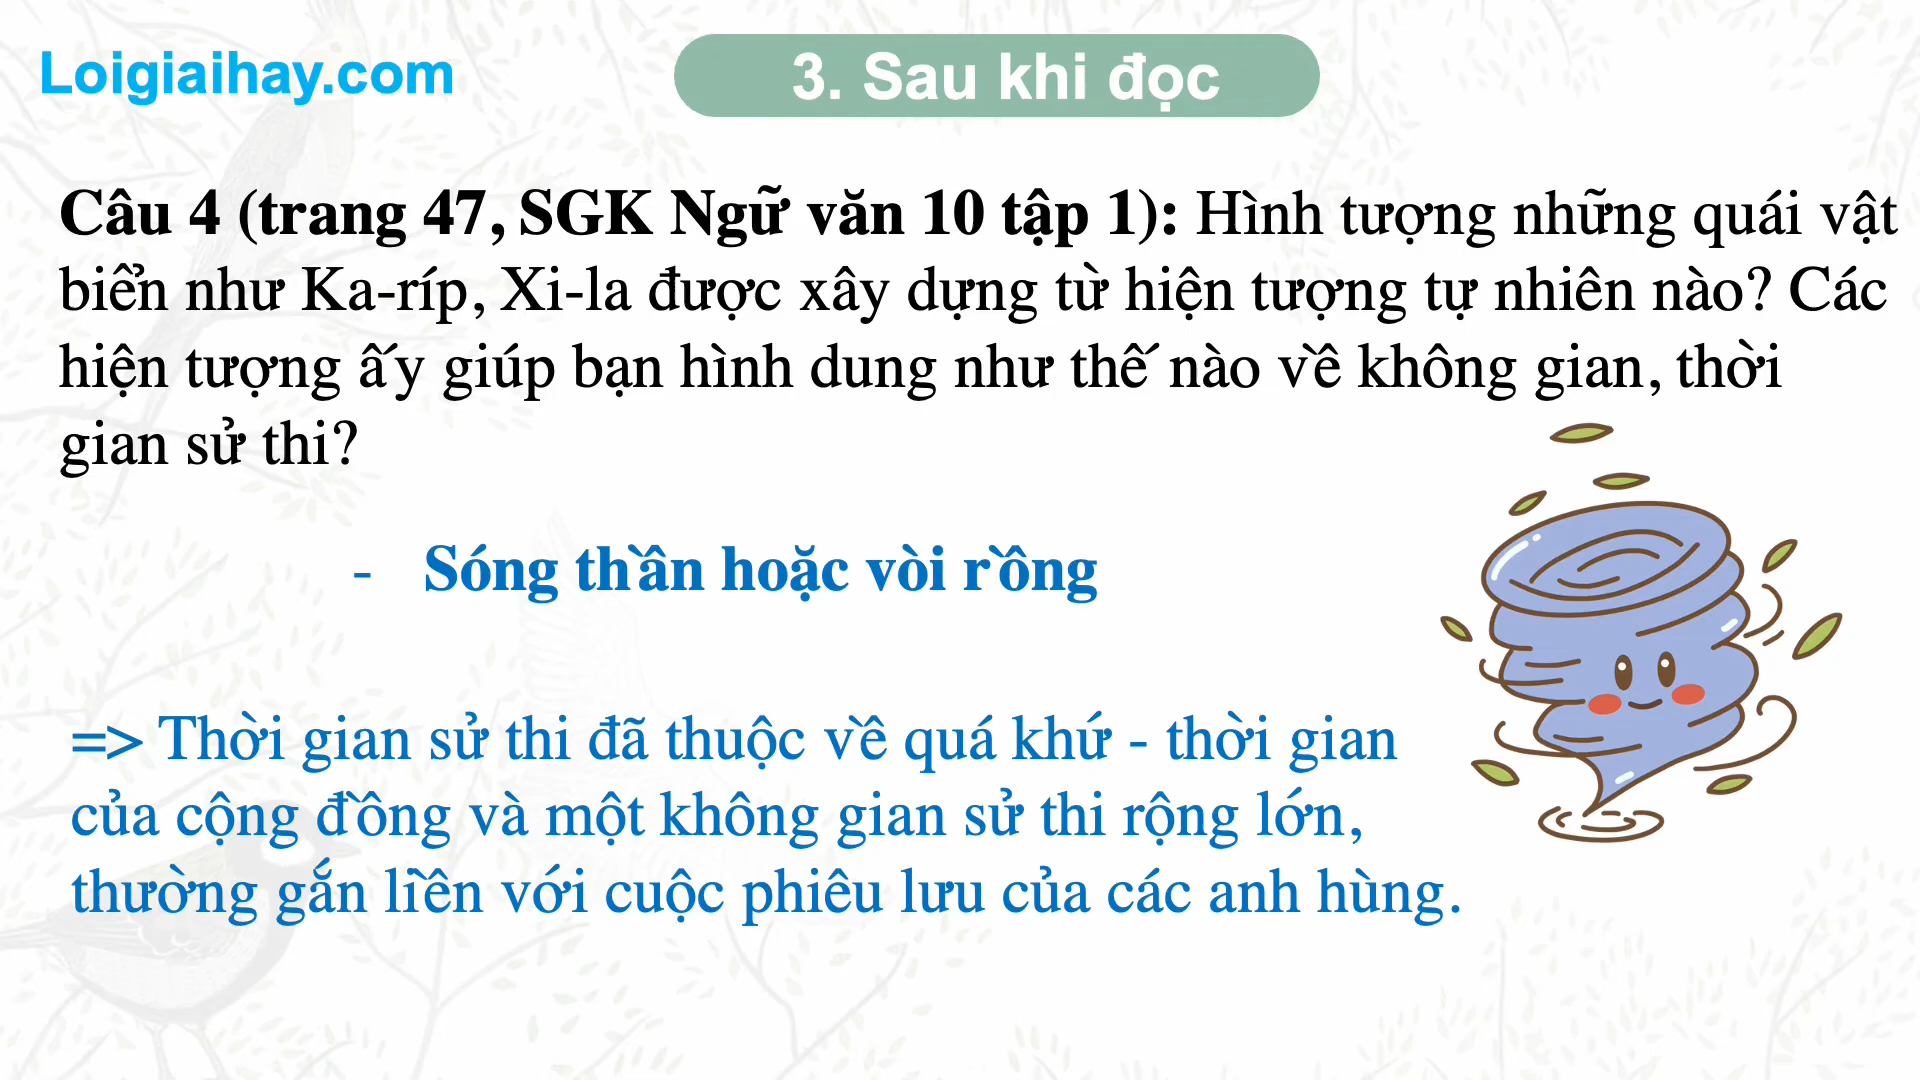 Loigiaihay.com
3. Sau khi đọc
Câu 4 (trang 47, SGK Ngữ văn 10 tập 1): Hình tượng những quái vật
biển như Ka-ríp, Xi-la được xây dựng từ hiện tượng tự nhiên nào? Các
hiện tượng ấy giúp bạn hình dung như thế nào về không gian, thời
gian sử thi?
- Sóng thần hoặc vòi rồng
=> Thời gian sử thi đã thuộc về quá khứ - thời gian
của cộng đồng và một không gian sử thi rộng lớn,
thường gắn liền với cuộc phiêu lưu của các anh hùng.